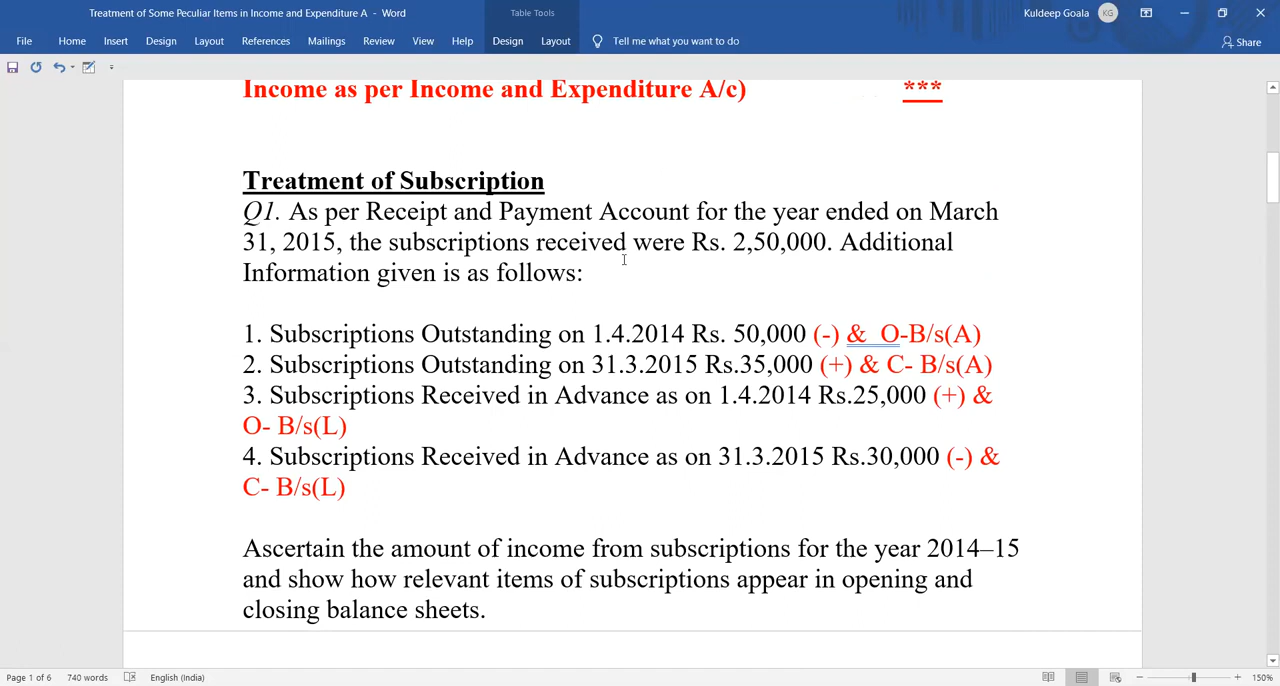 Treatment of Some Peculiar Items in Income and Expenditure A - Word
Table Tools
Kuldeep Goala KG
File Home Insert Design Layout References Mailings Review View Help Design Layout Tell me what you want to do Share
Income as per Income and Expenditure A/c) ***
Treatment of Subscription
Q1. As per Receipt and Payment Account for the year ended on March
31, 2015, the subscriptions received were Rs. 2,50,000. Additional
Information given is as follows:
1. Subscriptions Outstanding on 1.4.2014 Rs. 50,000 (-) & O-B/s(A)
2. Subscriptions Outstanding on 31.3.2015 Rs.35,000 (+) & C- B/s(A)
3. Subscriptions Received in Advance as on 1.4.2014 Rs.25,000 (+) &
O- B/s(L)
4. Subscriptions Received in Advance as on 31.3.2015 Rs.30,000 (-) &
C- B/s(L)
Ascertain the amount of income from subscriptions for the year 2014–15
and show how relevant items of subscriptions appear in opening and
closing balance sheets.
Page 1 of 6 740 words English (India) 150%